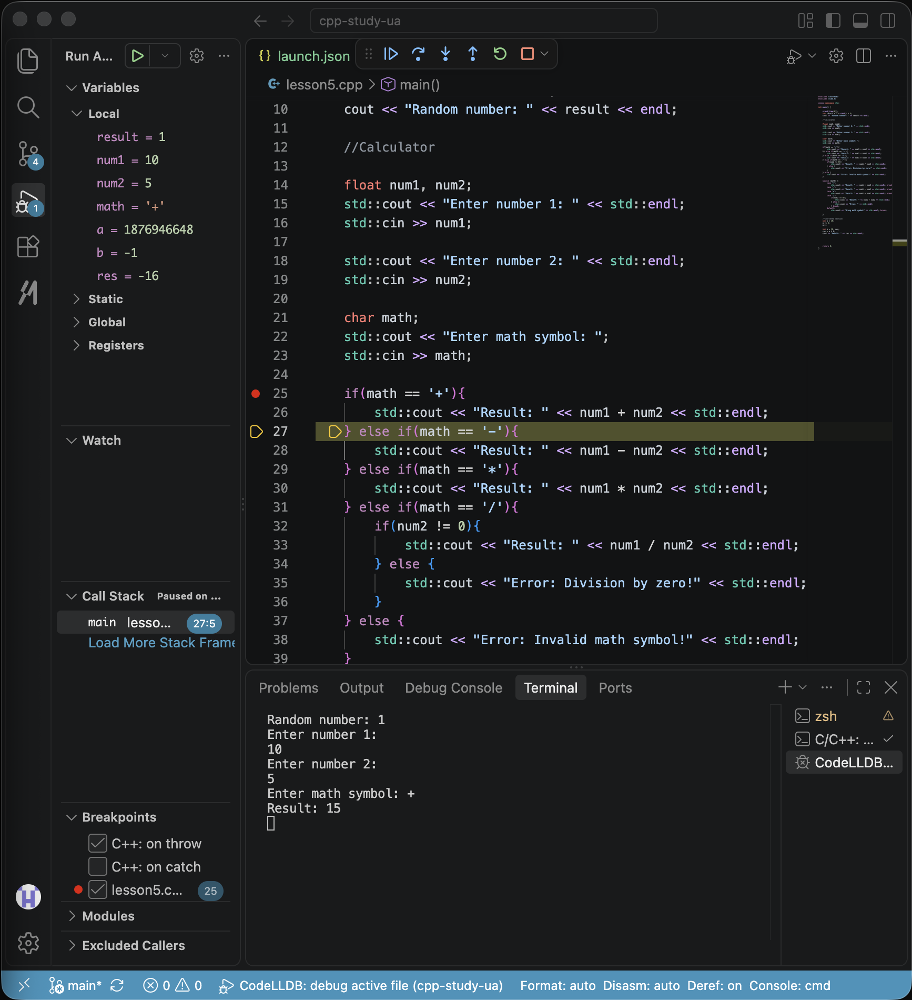 cpp-study-ua
Run A...
Variables
Local
result = 1
num1 = 10
num2 = 5
math = '+'
a = 1876946648
b = -1
res = -16
Static
Global
Registers
Watch
Call Stack Paused on ...
main lesso... 27:5
Load More Stack Frame
Breakpoints
C++: on throw
C++: on catch
lesson5.c... 25
Modules
Excluded Callers
4
1
{} launch.json
lesson5.cpp > main()
10 cout << "Random number: " << result << endl;
11
12 //Calculator
13
14 float num1, num2;
15 std::cout << "Enter number 1: " << std::endl;
16 std::cin >> num1;
17
18 std::cout << "Enter number 2: " << std::endl;
19 std::cin >> num2;
20
21 char math;
22 std::cout << "Enter math symbol: ";
23 std::cin >> math;
24
25 if(math == '+'){
26 std::cout << "Result: " << num1 + num2 << std::endl;
27 } else if(math == '-'){
28 std::cout << "Result: " << num1 - num2 << std::endl;
29 } else if(math == '*'){
30 std::cout << "Result: " << num1 * num2 << std::endl;
31 } else if(math == '/'){
32 if(num2 != 0){
33 std::cout << "Result: " << num1 / num2 << std::endl;
34 } else {
35 std::cout << "Error: Division by zero!" << std::endl;
36 }
37 } else {
38 std::cout << "Error: Invalid math symbol!" << std::endl;
39 }
Problems Output Debug Console Terminal Ports
Random number: 1
Enter number 1:
10
Enter number 2:
5
Enter math symbol: +
Result: 15
zsh
C/C++: ...
CodeLLDB...
main* 0 0 CodeLLDB: debug active file (cpp-study-ua) Format: auto Disasm: auto Deref: on Console: cmd